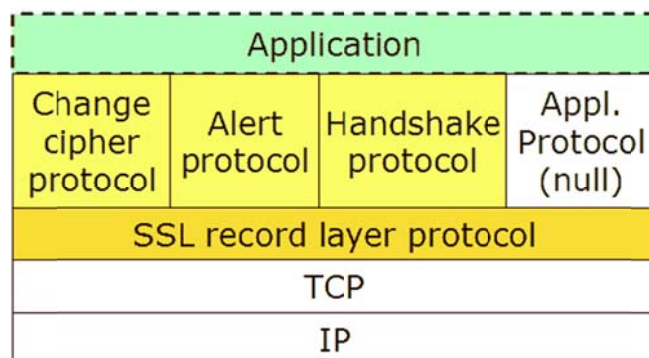 Application
Change
cipher
protocol
Alert
protocol
Handshake
protocol
Appl.
Protocol
(null)
SSL record layer protocol
TCP
IP